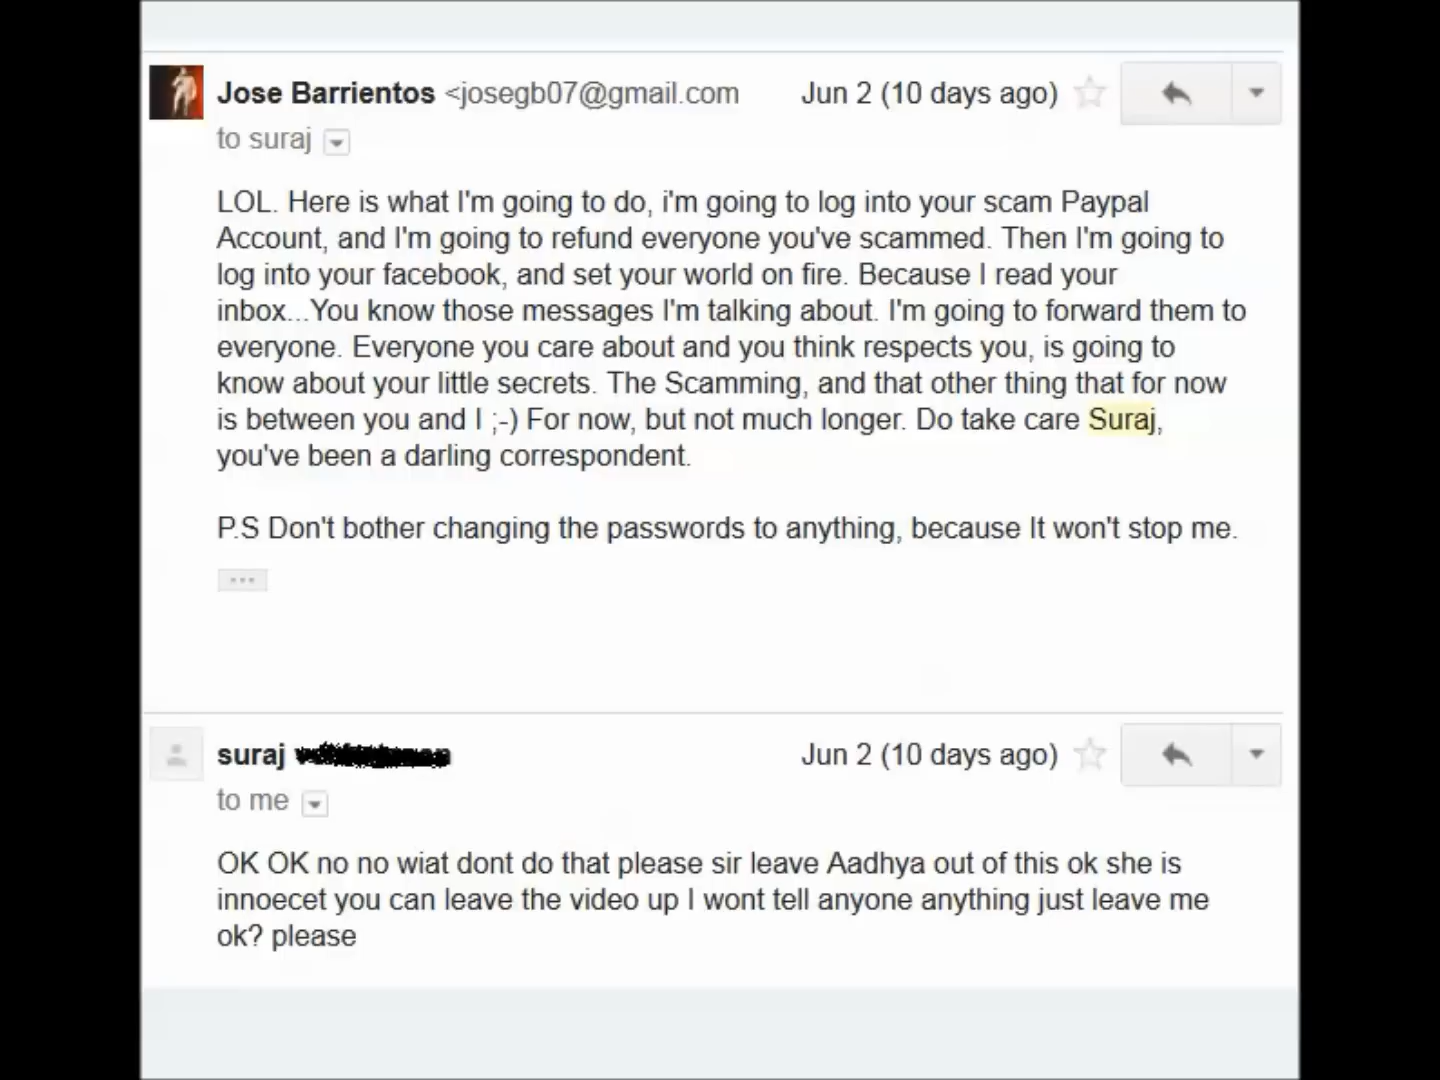 Jose Barrientos <josegb07@gmail.com Jun 2 (10 days ago)
to suraj
LOL. Here is what I'm going to do, i'm going to log into your scam Paypal
Account, and I'm going to refund everyone you've scammed. Then I'm going to
log into your facebook, and set your world on fire. Because I read your
inbox...You know those messages I'm talking about. I'm going to forward them to
everyone. Everyone you care about and you think respects you, is going to
know about your little secrets. The Scamming, and that other thing that for now
is between you and I ;-) For now, but not much longer. Do take care Suraj,
you've been a darling correspondent.
P.S Don't bother changing the passwords to anything, because It won't stop me.
suraj Jun 2 (10 days ago)
to me
OK OK no no wiat dont do that please sir leave Aadhya out of this ok she is
innoecet you can leave the video up I wont tell anyone anything just leave me
ok? please